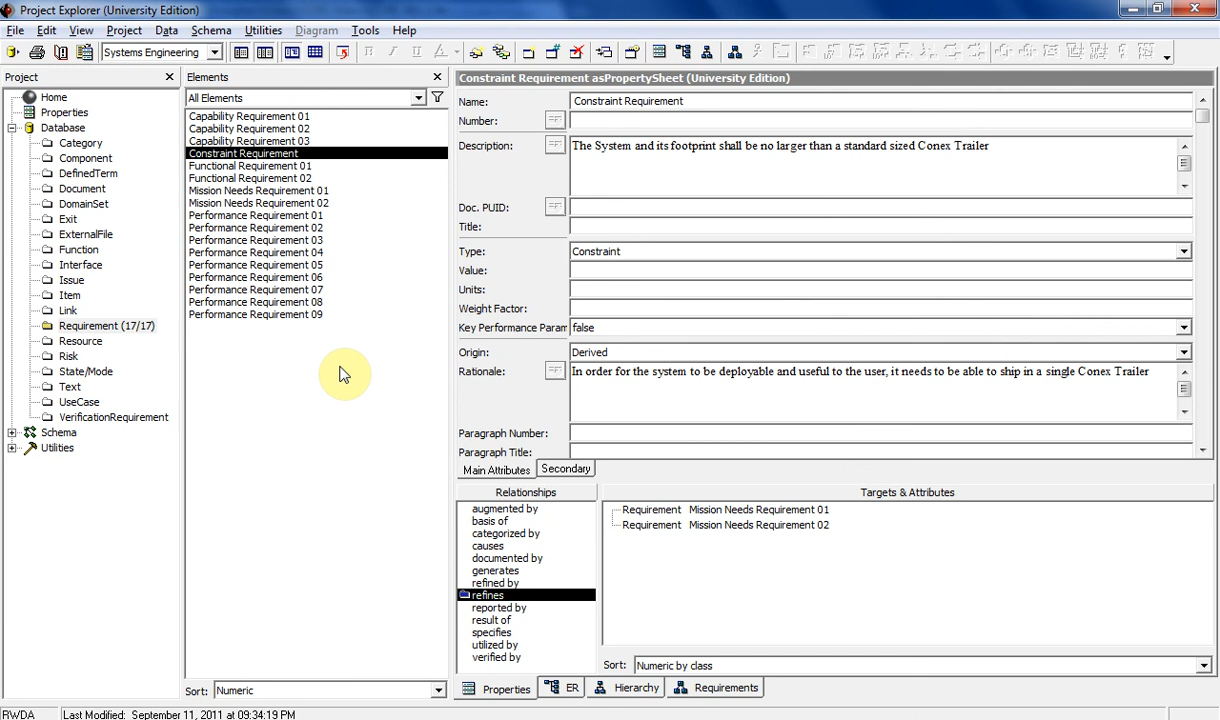 Project Explorer (University Edition)
File Edit View Project Data Schema Utilities Diagram Tools Help
Systems Engineering B I U A
Project
Home
Properties
Database
Category
Component
DefinedTerm
Document
DomainSet
Exit
ExternalFile
Function
Interface
Issue
Item
Link
Requirement (17/17)
Resource
Risk
State/Mode
Text
UseCase
VerificationRequirement
Schema
Utilities
Elements
All Elements
Capability Requirement 01
Capability Requirement 02
Capability Requirement 03
Constraint Requirement
Functional Requirement 01
Functional Requirement 02
Mission Needs Requirement 01
Mission Needs Requirement 02
Performance Requirement 01
Performance Requirement 02
Performance Requirement 03
Performance Requirement 04
Performance Requirement 05
Performance Requirement 06
Performance Requirement 07
Performance Requirement 08
Performance Requirement 09
Sort: Numeric
Constraint Requirement asPropertySheet (University Edition)
Name: Constraint Requirement
Number:
Description: The System and its footprint shall be no larger than a standard sized Conex Trailer
Doc. PUID:
Title:
Type: Constraint
Value:
Units:
Weight Factor:
Key Performance Param false
Origin: Derived
Rationale: In order for the system to be deployable and useful to the user, it needs to be able to ship in a single Conex Trailer
Paragraph Number:
Paragraph Title:
Main Attributes Secondary
Relationships
augmented by
basis of
categorized by
causes
documented by
generates
refined by
refines
reported by
result of
specifies
utilized by
verified by
Targets & Attributes
Requirement Mission Needs Requirement 01
Requirement Mission Needs Requirement 02
Sort: Numeric by class
Properties ER Hierarchy Requirements
RWDA Last Modified: September 11, 2011 at 09:34:19 PM